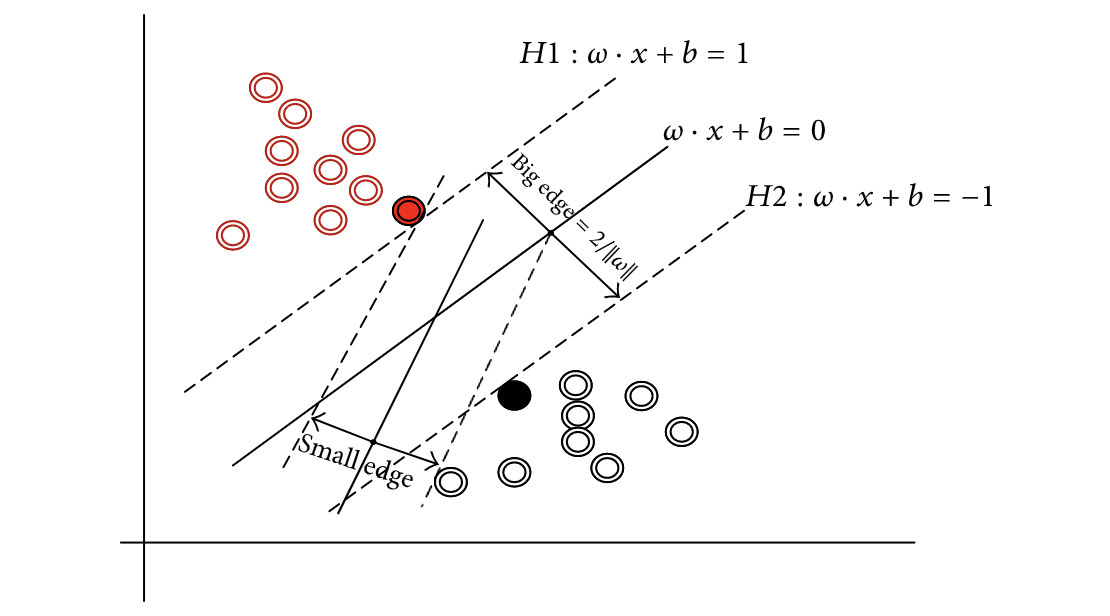 H1 : ω · x + b = 1
ω · x + b = 0
Big edge = 2/||ω||
H2 : ω · x + b = −1
Small edge